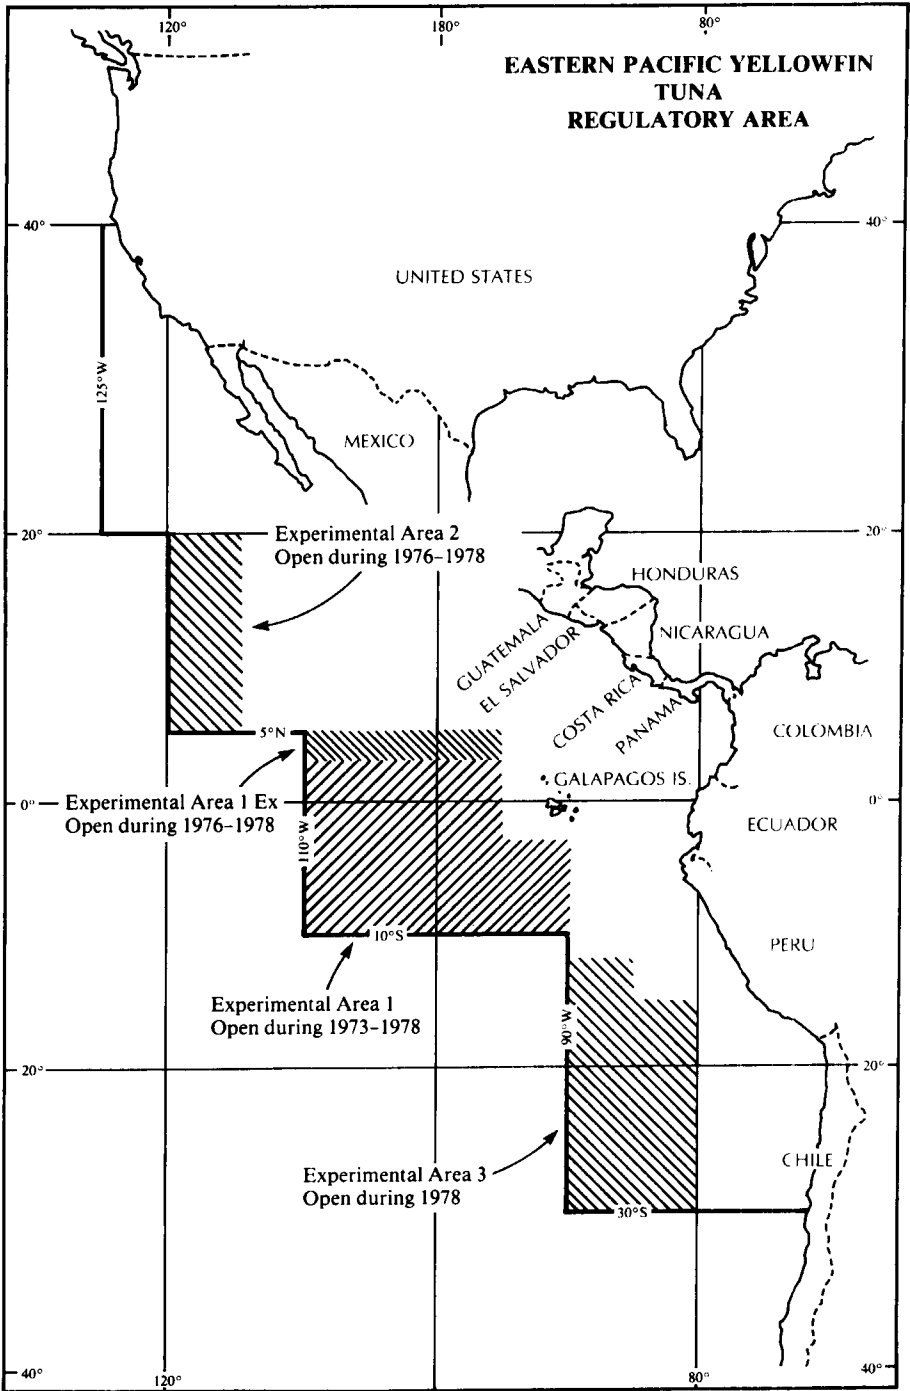 120°
180°
80°
EASTERN PACIFIC YELLOWFIN
TUNA
REGULATORY AREA
40°
40°
UNITED STATES
125°W
MEXICO
20°
20°
Experimental Area 2
Open during 1976–1978
HONDURAS
NICARAGUA
GUATEMALA
EL SALVADOR
COSTA RICA
PANAMA
COLOMBIA
5°N
GALAPAGOS IS.
0°
0°
Experimental Area 1 Ex
Open during 1976–1978
110°W
ECUADOR
10°S
PERU
Experimental Area 1
Open during 1973–1978
90°W
20°
20°
CHILE
Experimental Area 3
Open during 1978
30°S
40°
40°
120°
80°